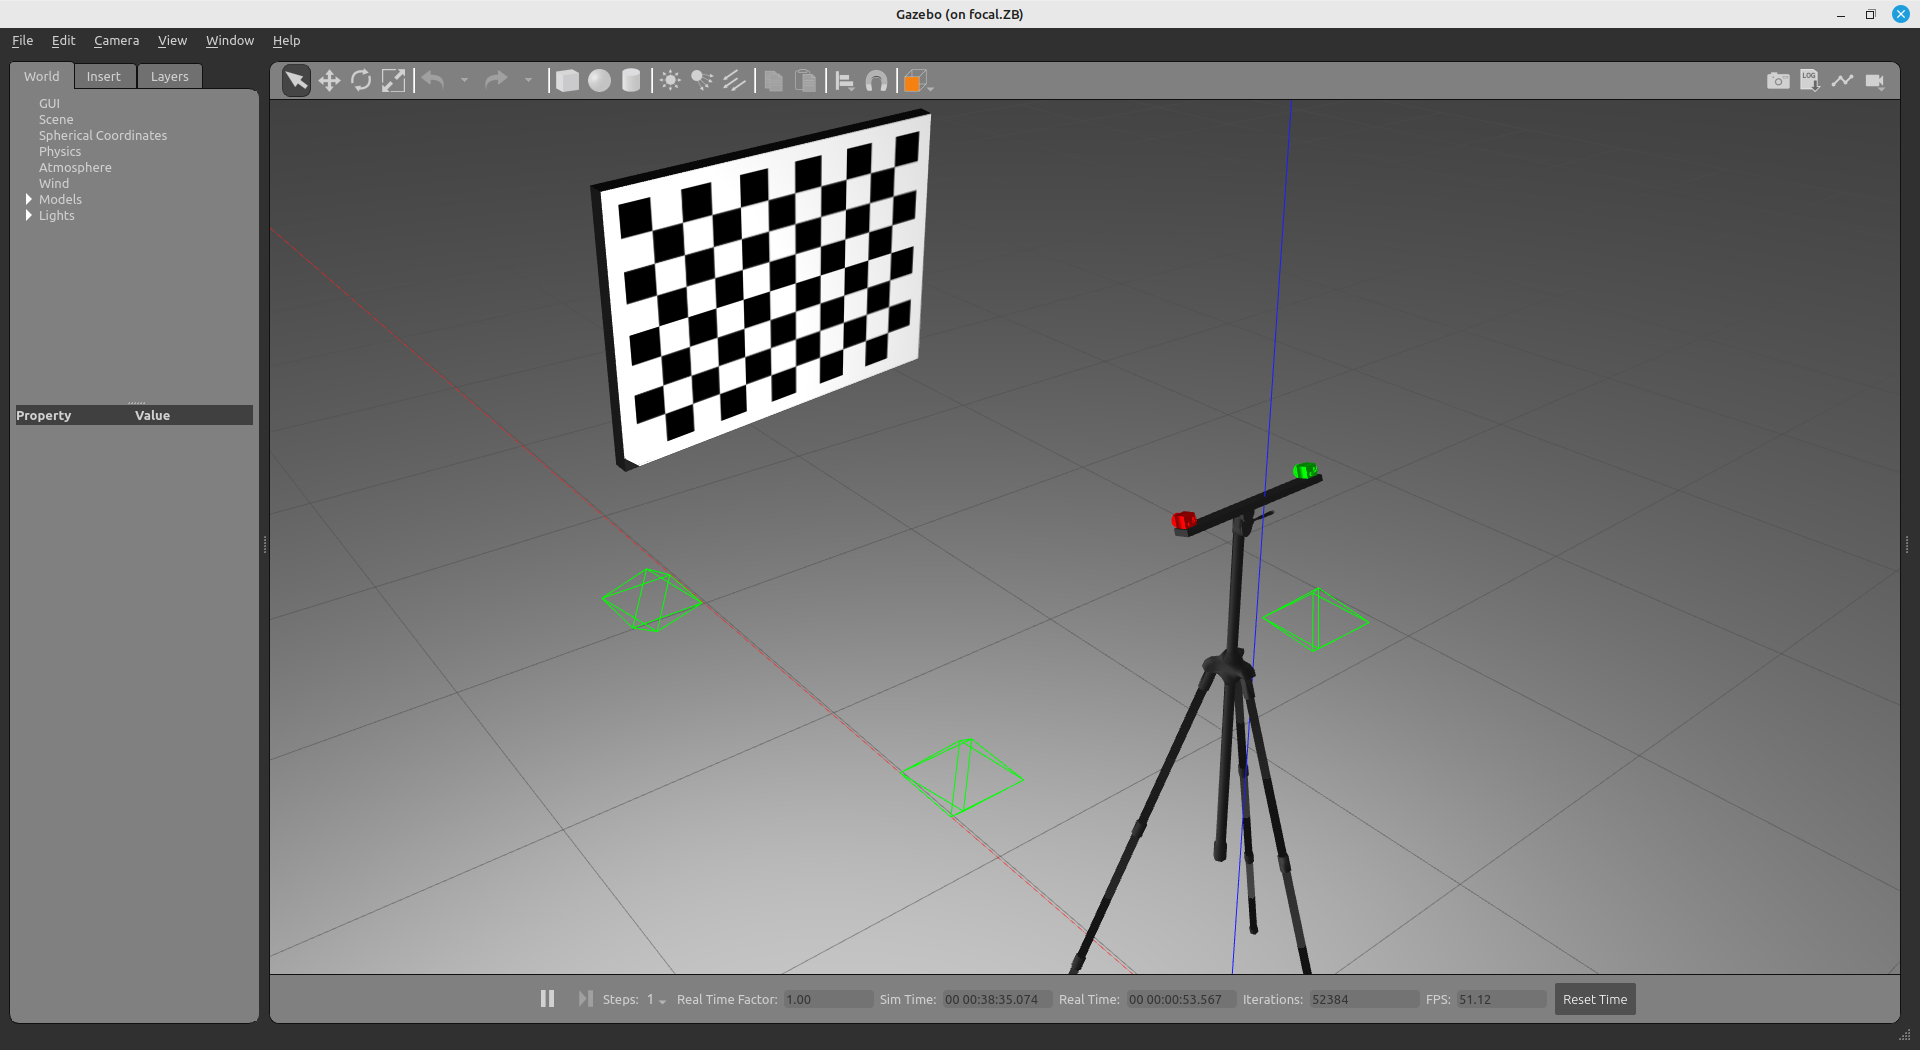 Gazebo (on focal.ZB)
File Edit Camera View Window Help
World Insert Layers
GUI
Scene
Spherical Coordinates
Physics
Atmosphere
Wind
Models
Lights
Property Value
LOG
Steps: 1 Real Time Factor: 1.00 Sim Time: 00 00:38:35.074 Real Time: 00 00:00:53.567 Iterations: 52384 FPS: 51.12 Reset Time